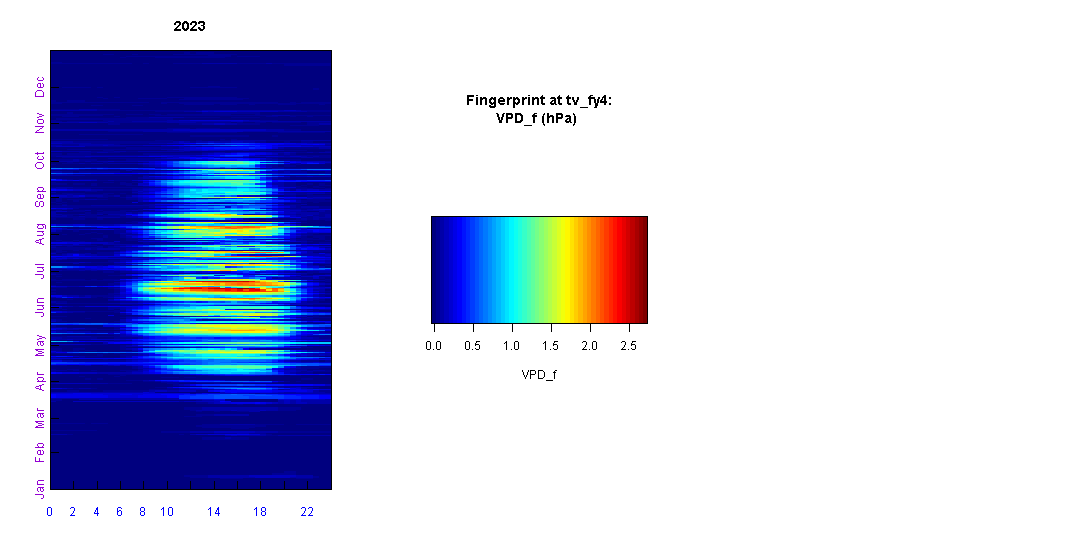 2023
Fingerprint at tv_fy4:
VPD_f (hPa)
Dec
Nov
Oct
Sep
Aug
Jul
Jun
May
Apr
Mar
Feb
Jan
0 2 4 6 8 10 14 18 22
0.0 0.5 1.0 1.5 2.0 2.5
VPD_f